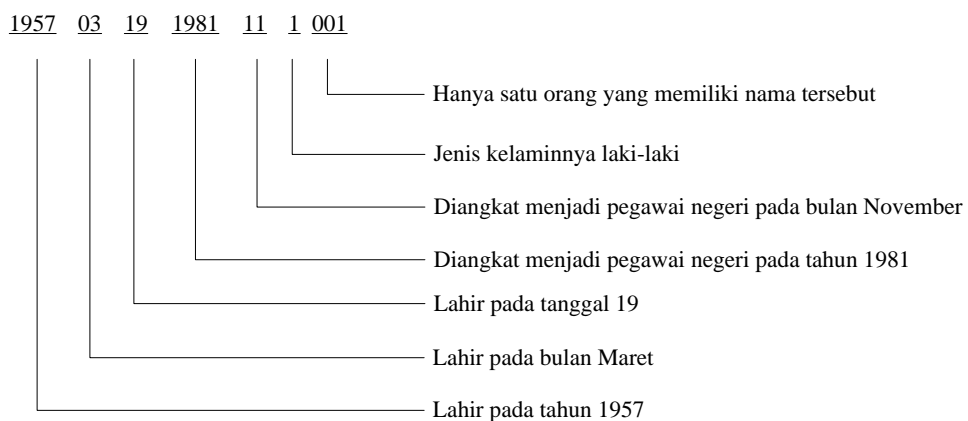 1957 03 19 1981 11 1 001
Hanya satu orang yang memiliki nama tersebut
Jenis kelaminnya laki-laki
Diangkat menjadi pegawai negeri pada bulan November
Diangkat menjadi pegawai negeri pada tahun 1981
Lahir pada tanggal 19
Lahir pada bulan Maret
Lahir pada tahun 1957